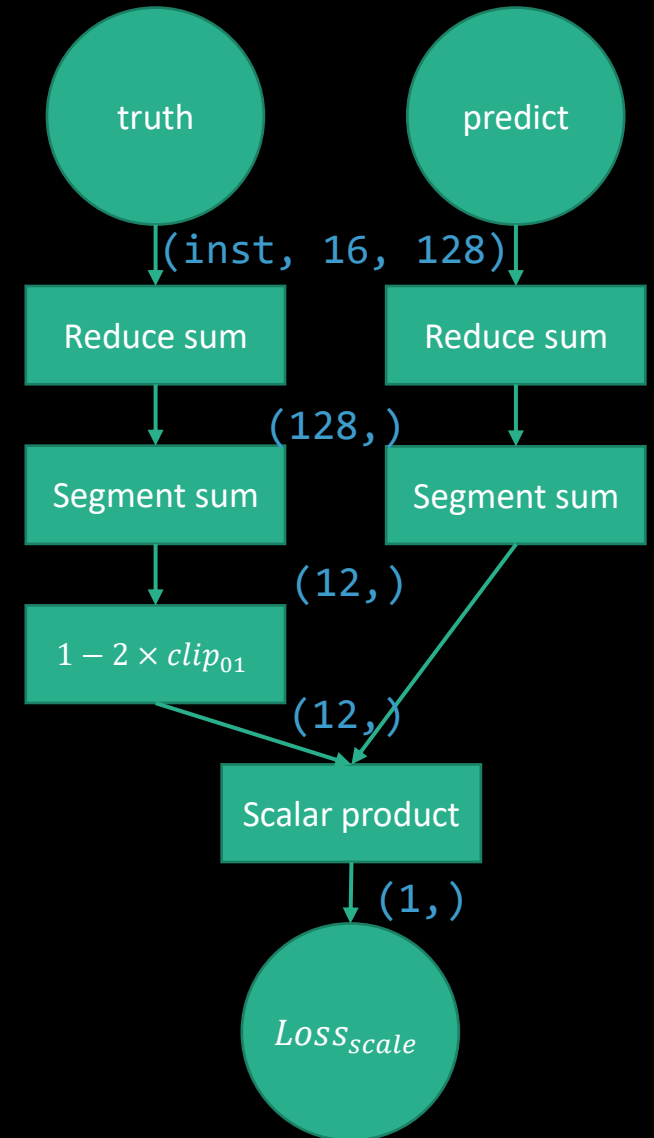 truth
predict
(inst, 16, 128)
Reduce sum
Reduce sum
(128,)
Segment sum
Segment sum
(12,)
1 − 2 × clip₀₁
(12,)
Scalar product
(1,)
Lossₛcₐₗₑ